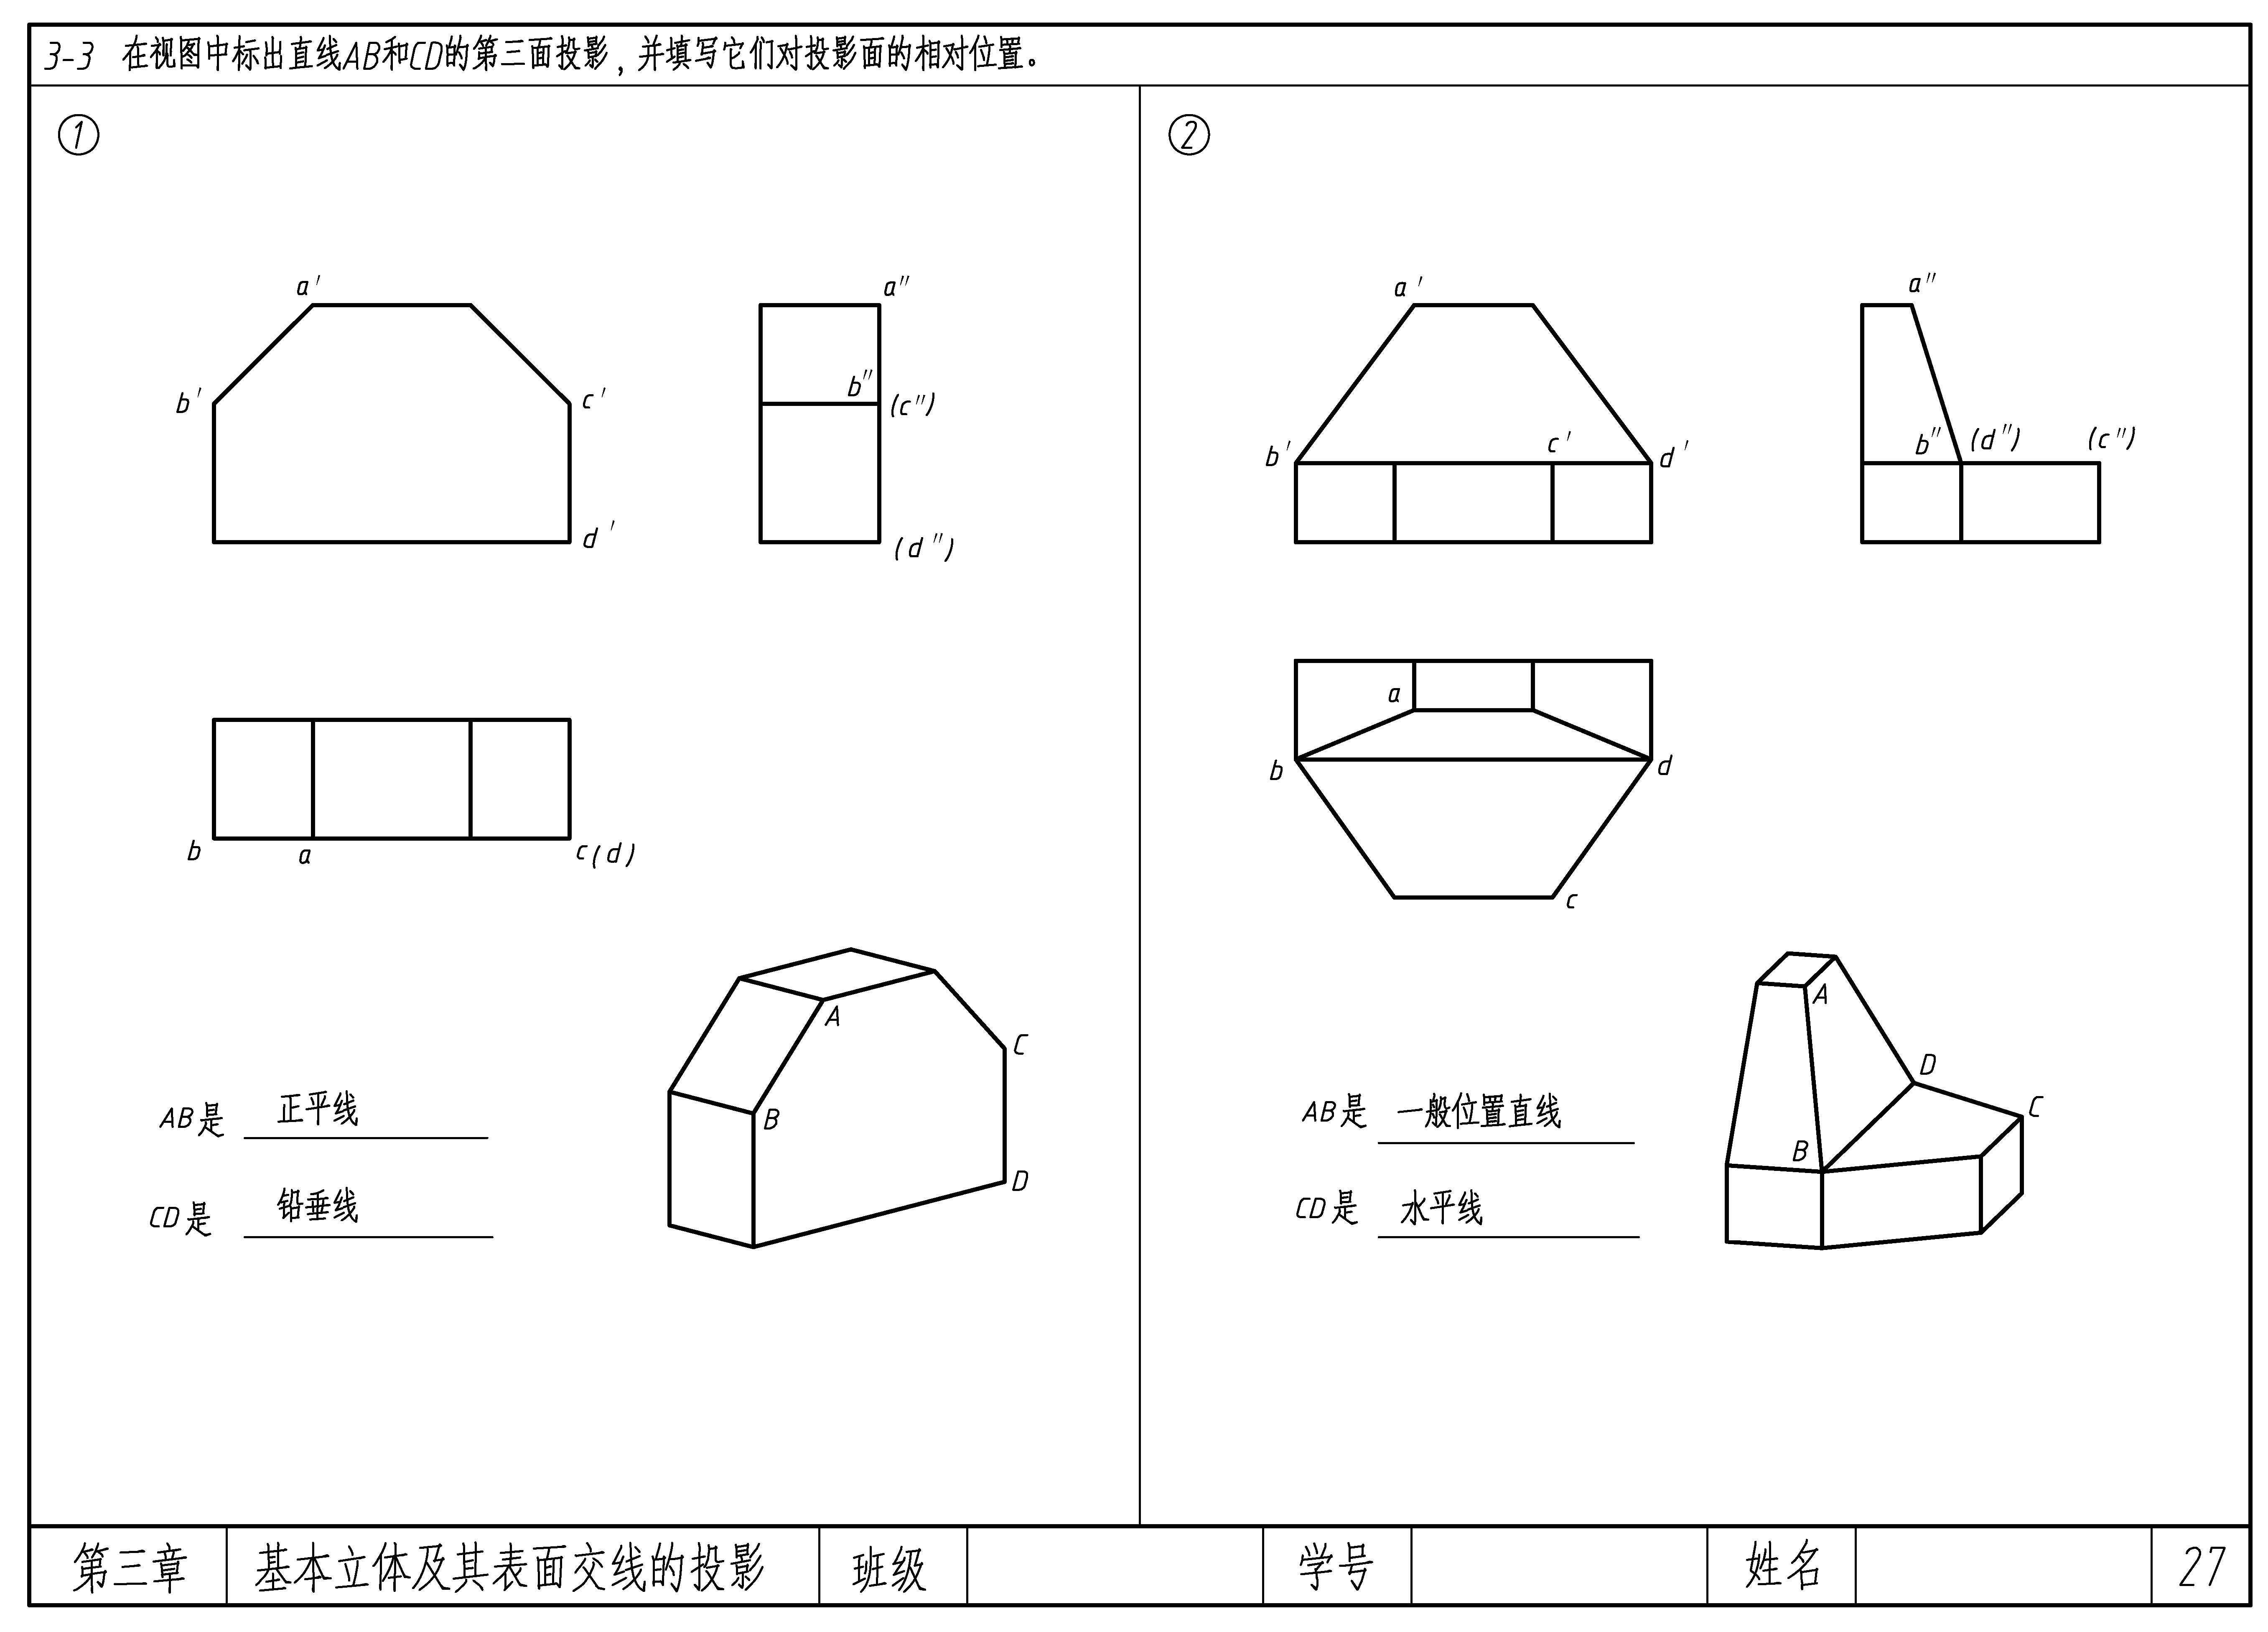 3-3 在视图中标出直线AB和CD的第三面投影,并填写它们对投影面的相对位置。
①
a'
a"
b'
b"
c'
(c")
d'
(d")
b
a
c(d)
A
C
B
D
AB是 正平线
CD是 铅垂线
②
a'
a"
b'
c'
d'
b"
(d")
(c")
a
b
d
c
A
D
C
B
AB是 一般位置直线
CD是 水平线
第三章 基本立体及其表面交线的投影 班级 学号 姓名 27